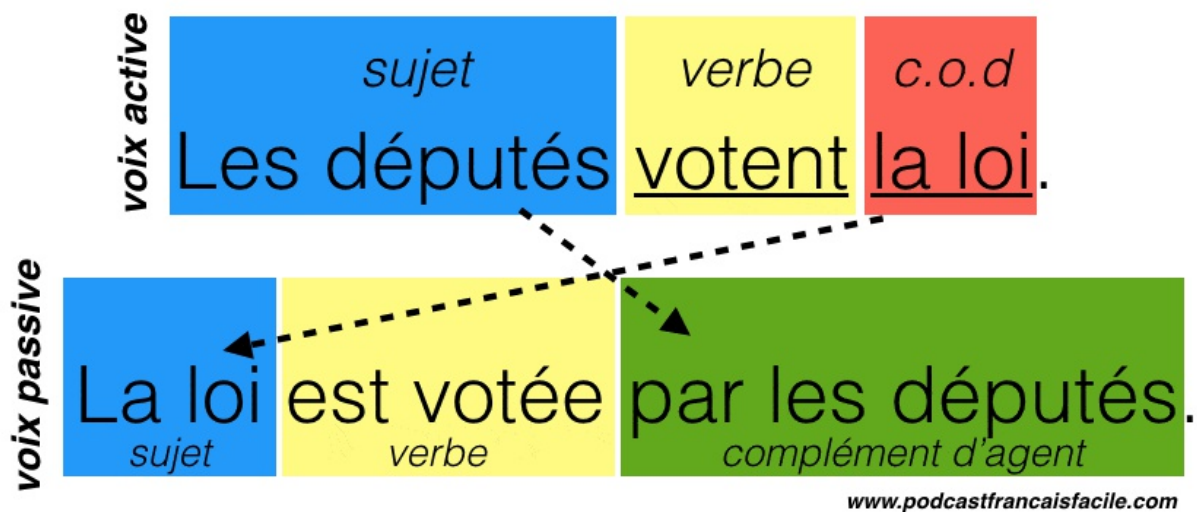 voix active
sujet verbe c.o.d
Les députés votent la loi.
voix passive
La loi est votée par les députés.
sujet verbe complément d'agent
www.podcastfrancaisfacile.com